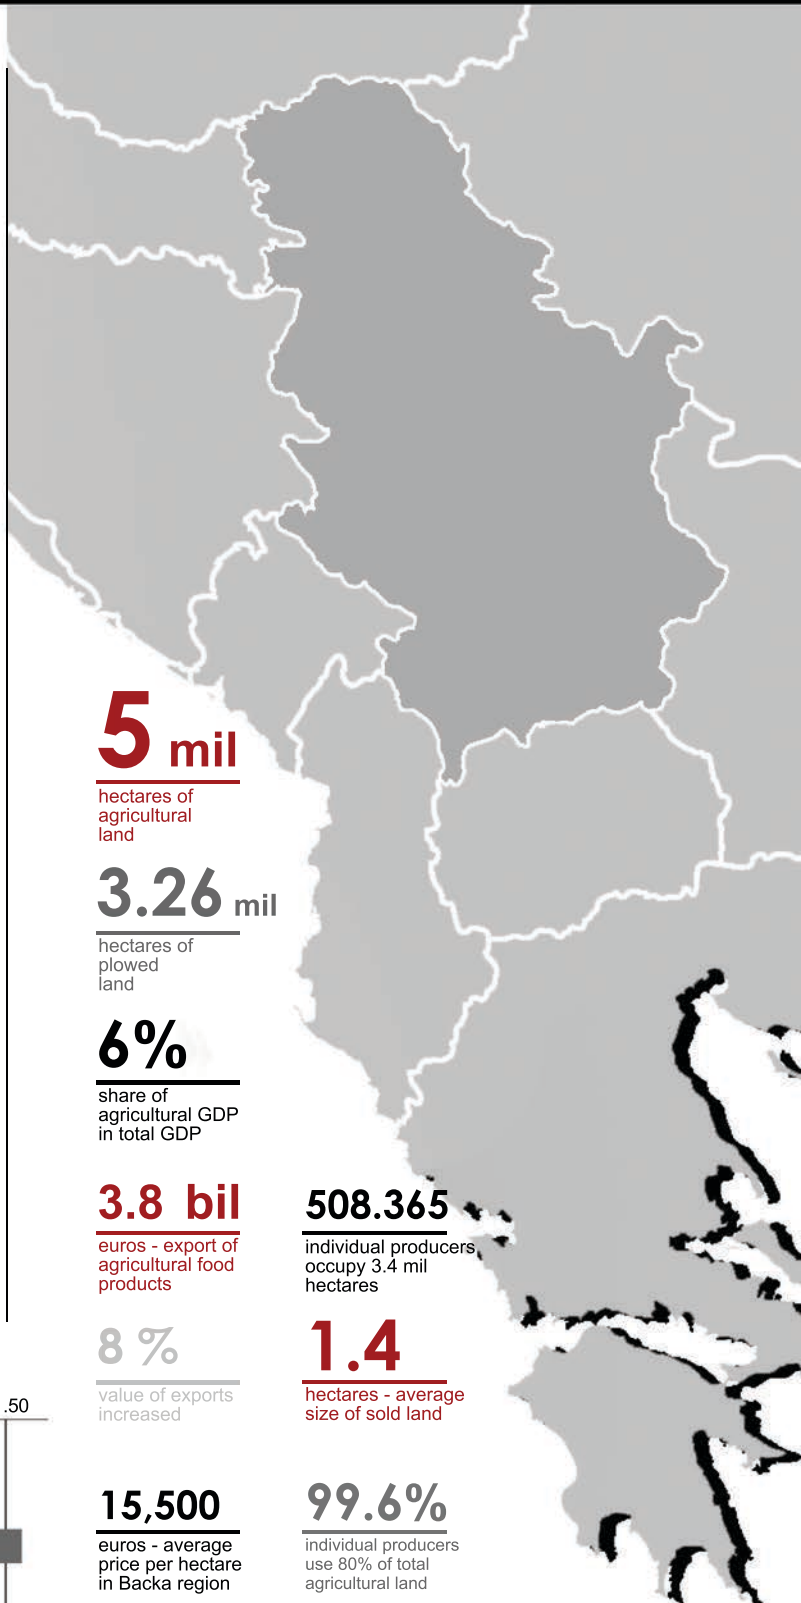 5 mil
hectares of
agricultural
land
3.26 mil
hectares of
plowed
land
6%
share of
agricultural GDP
in total GDP
3.8 bil
euros - export of
agricultural food
products
508.365
individual producers
occupy 3.4 mil
hectares
8 %
value of exports
increased
1.4
hectares - average
size of sold land
.50
15,500
euros - average
price per hectare
in Backa region
99.6%
individual producers
use 80% of total
agricultural land